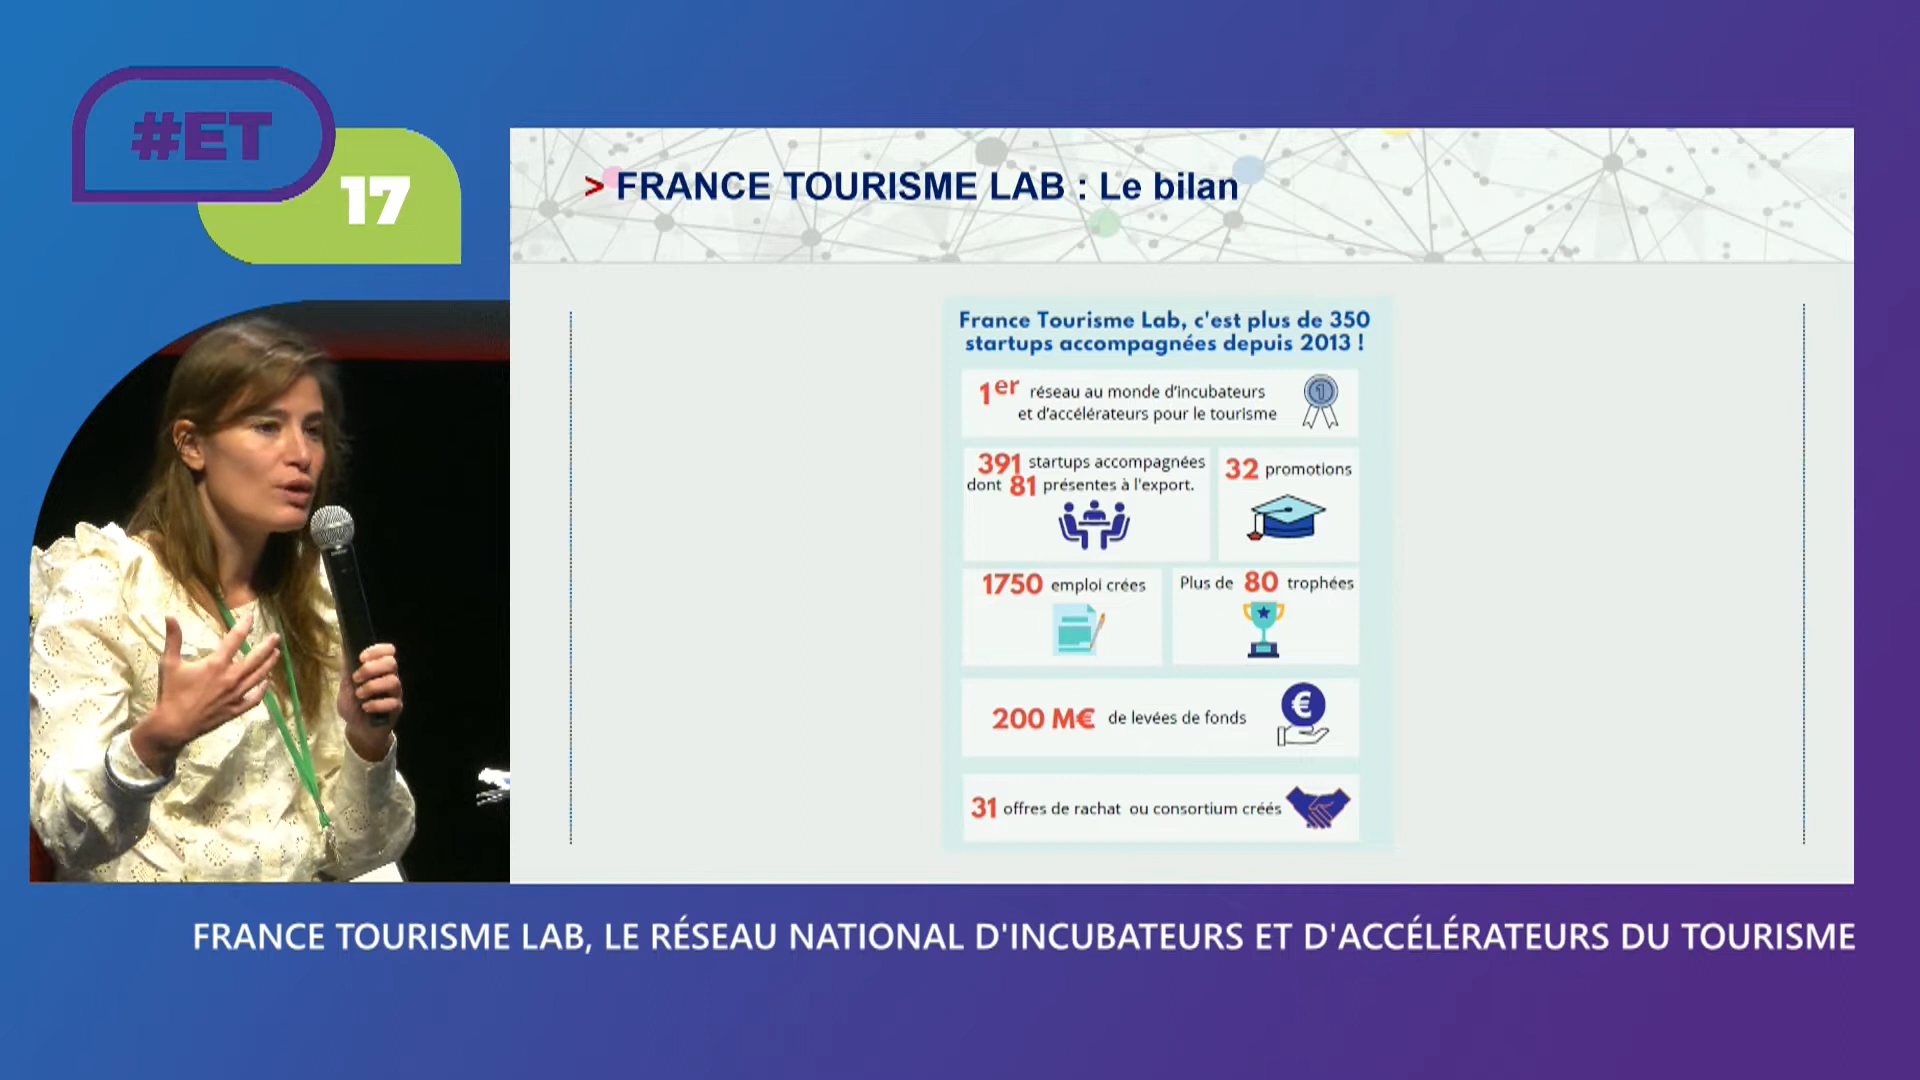 #ET
17
> FRANCE TOURISME LAB : Le bilan
France Tourisme Lab, c'est plus de 350
startups accompagnées depuis 2013 !
1er réseau au monde d'incubateurs
et d'accélérateurs pour le tourisme
1
391 startups accompagnées
dont 81 présentes à l'export.
32 promotions
1750 emploi crées
Plus de 80 trophées
200 M€ de levées de fonds
€
31 offres de rachat ou consortium créés
FRANCE TOURISME LAB, LE RÉSEAU NATIONAL D'INCUBATEURS ET D'ACCÉLÉRATEURS DU TOURISME